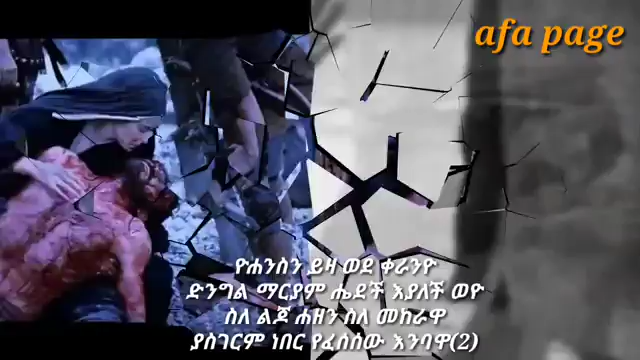 afa page
ዮሐንስን ይዛ ወደ ቀራንዮ
ድንግል ማርያም ሔደች እያለች ወዮ
ስለ ልጆ ሐዘን ስለ መከራዋ
ያስገርም ነበር የፈሰሰው እንባዋ(2)